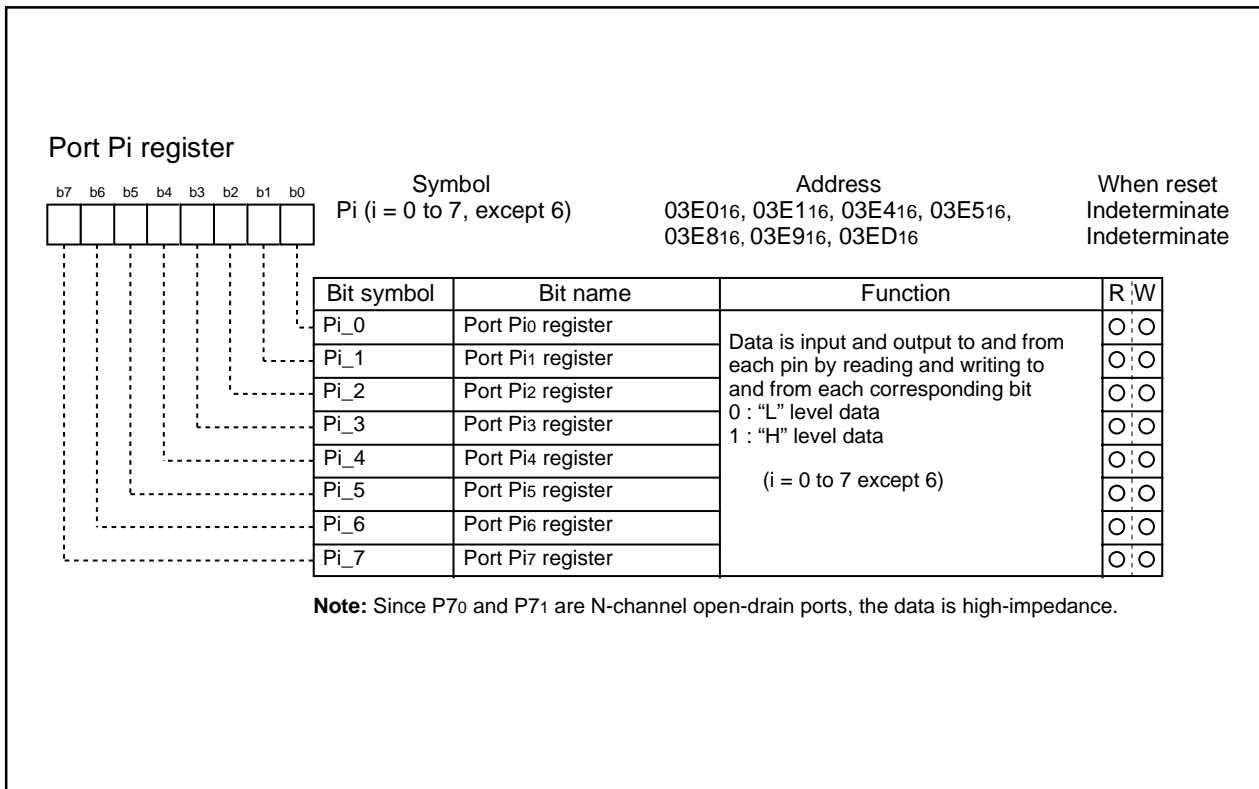 Port Pi register
b7 b6 b5 b4 b3 b2 b1 b0
Symbol Address When reset
Pi (i = 0 to 7, except 6) 03E016, 03E116, 03E416, 03E516, Indeterminate
03E816, 03E916, 03ED16 Indeterminate
Bit symbol Bit name Function R W
Pi_0 Port Pi0 register
Data is input and output to and from
Pi_1 Port Pi1 register
each pin by reading and writing to
Pi_2 Port Pi2 register
and from each corresponding bit
0 : “L” level data
Pi_3 Port Pi3 register
1 : “H” level data
Pi_4 Port Pi4 register
(i = 0 to 7 except 6)
Pi_5 Port Pi5 register
Pi_6 Port Pi6 register
Pi_7 Port Pi7 register
Note: Since P70 and P71 are N-channel open-drain ports, the data is high-impedance.